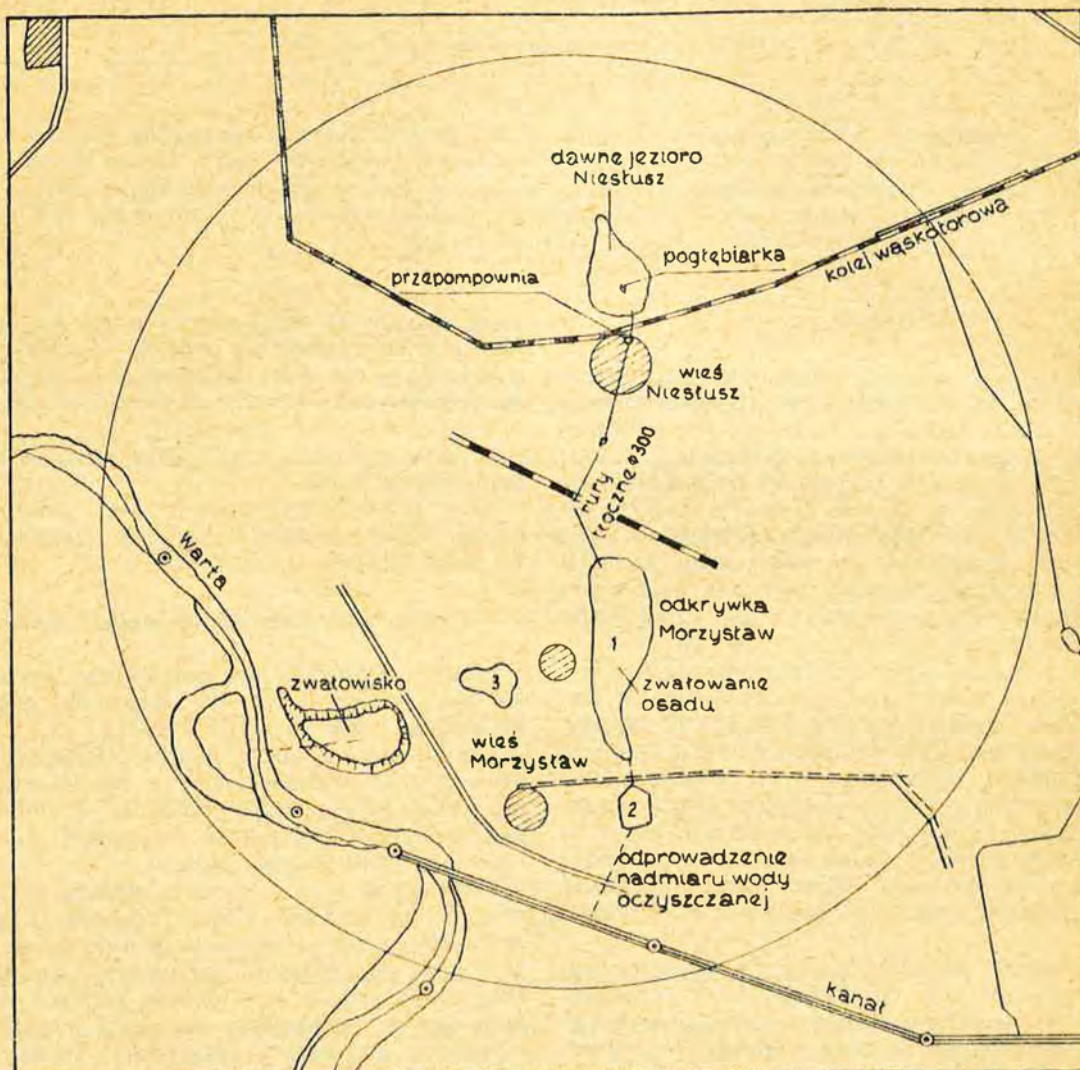 dawne jezioro
Niesłusz
pogłębiarka
przepompownia
kolej wąskotorowa
wieś
Niesłusz
rury
tłoczne Φ300
warta
odkrywka
Morzysław
1
zwałowanie
osadu
3
zwałowisko
wieś
Morzysław
2
odprowadzenie
nadmiaru wody
oczyszczanej
kanał